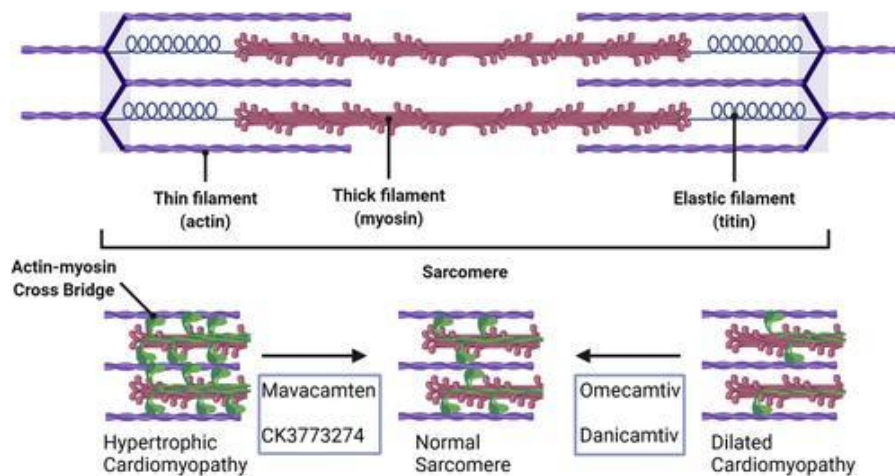 Thin filament
(actin)
Thick filament
(myosin)
Elastic filament
(titin)
Sarcomere
Actin-myosin
Cross Bridge
Mavacamten
CK3773274
Omecamtiv
Danicamtiv
Hypertrophic
Cardiomyopathy
Normal
Sarcomere
Dilated
Cardiomyopathy